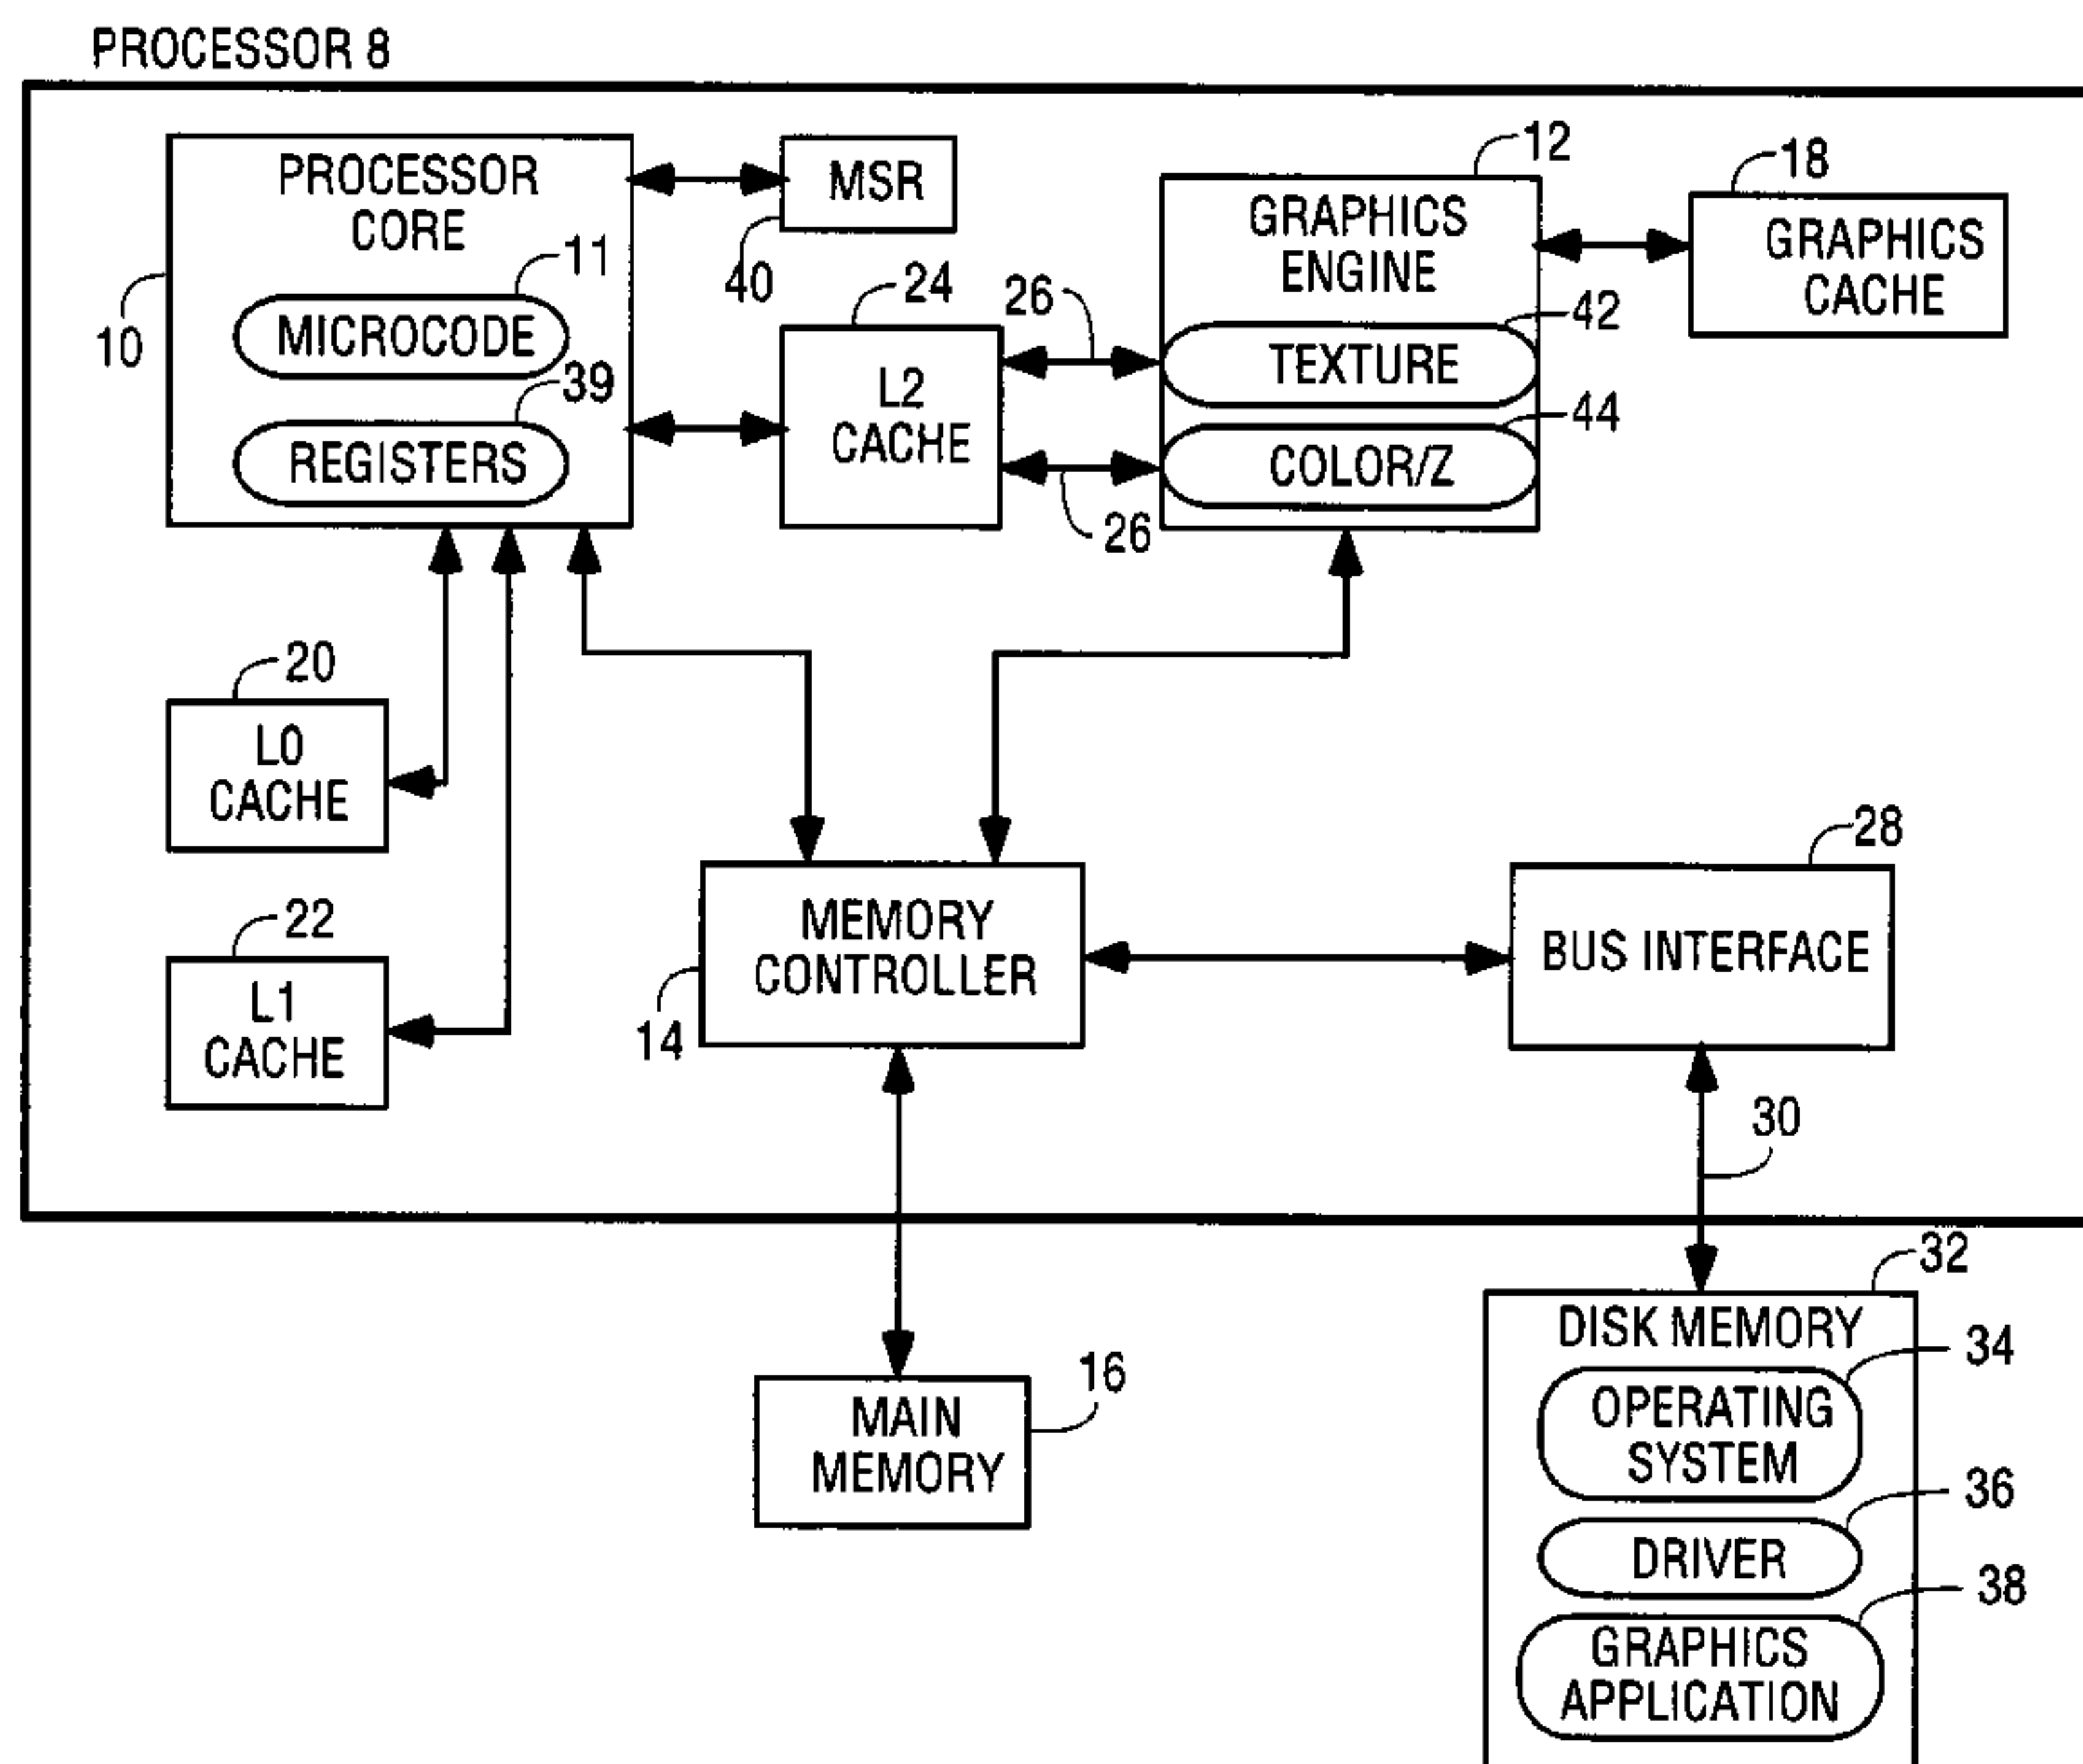 PROCESSOR 8
PROCESSOR
CORE
10
11
MICROCODE
39
REGISTERS
MSR
40
24
L2
CACHE
26
26
12
GRAPHICS
ENGINE
42
TEXTURE
44
COLOR/Z
18
GRAPHICS
CACHE
20
L0
CACHE
22
L1
CACHE
MEMORY
CONTROLLER
14
28
BUS INTERFACE
30
16
MAIN
MEMORY
32
DISK MEMORY
34
OPERATING
SYSTEM
36
DRIVER
38
GRAPHICS
APPLICATION